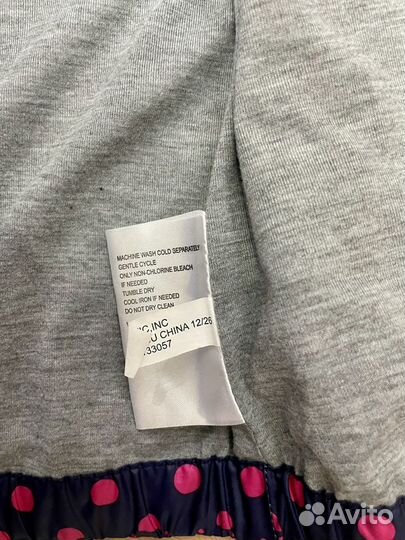 MACHINE WASH COLD SEPARATELY
GENTLE CYCLE
ONLY NON-CHLORINE BLEACH
IF NEEDED
TUMBLE DRY
COOL IRON IF NEEDED
DO NOT DRY CLEAN
INC
CHINA 12/26
33057
Avito